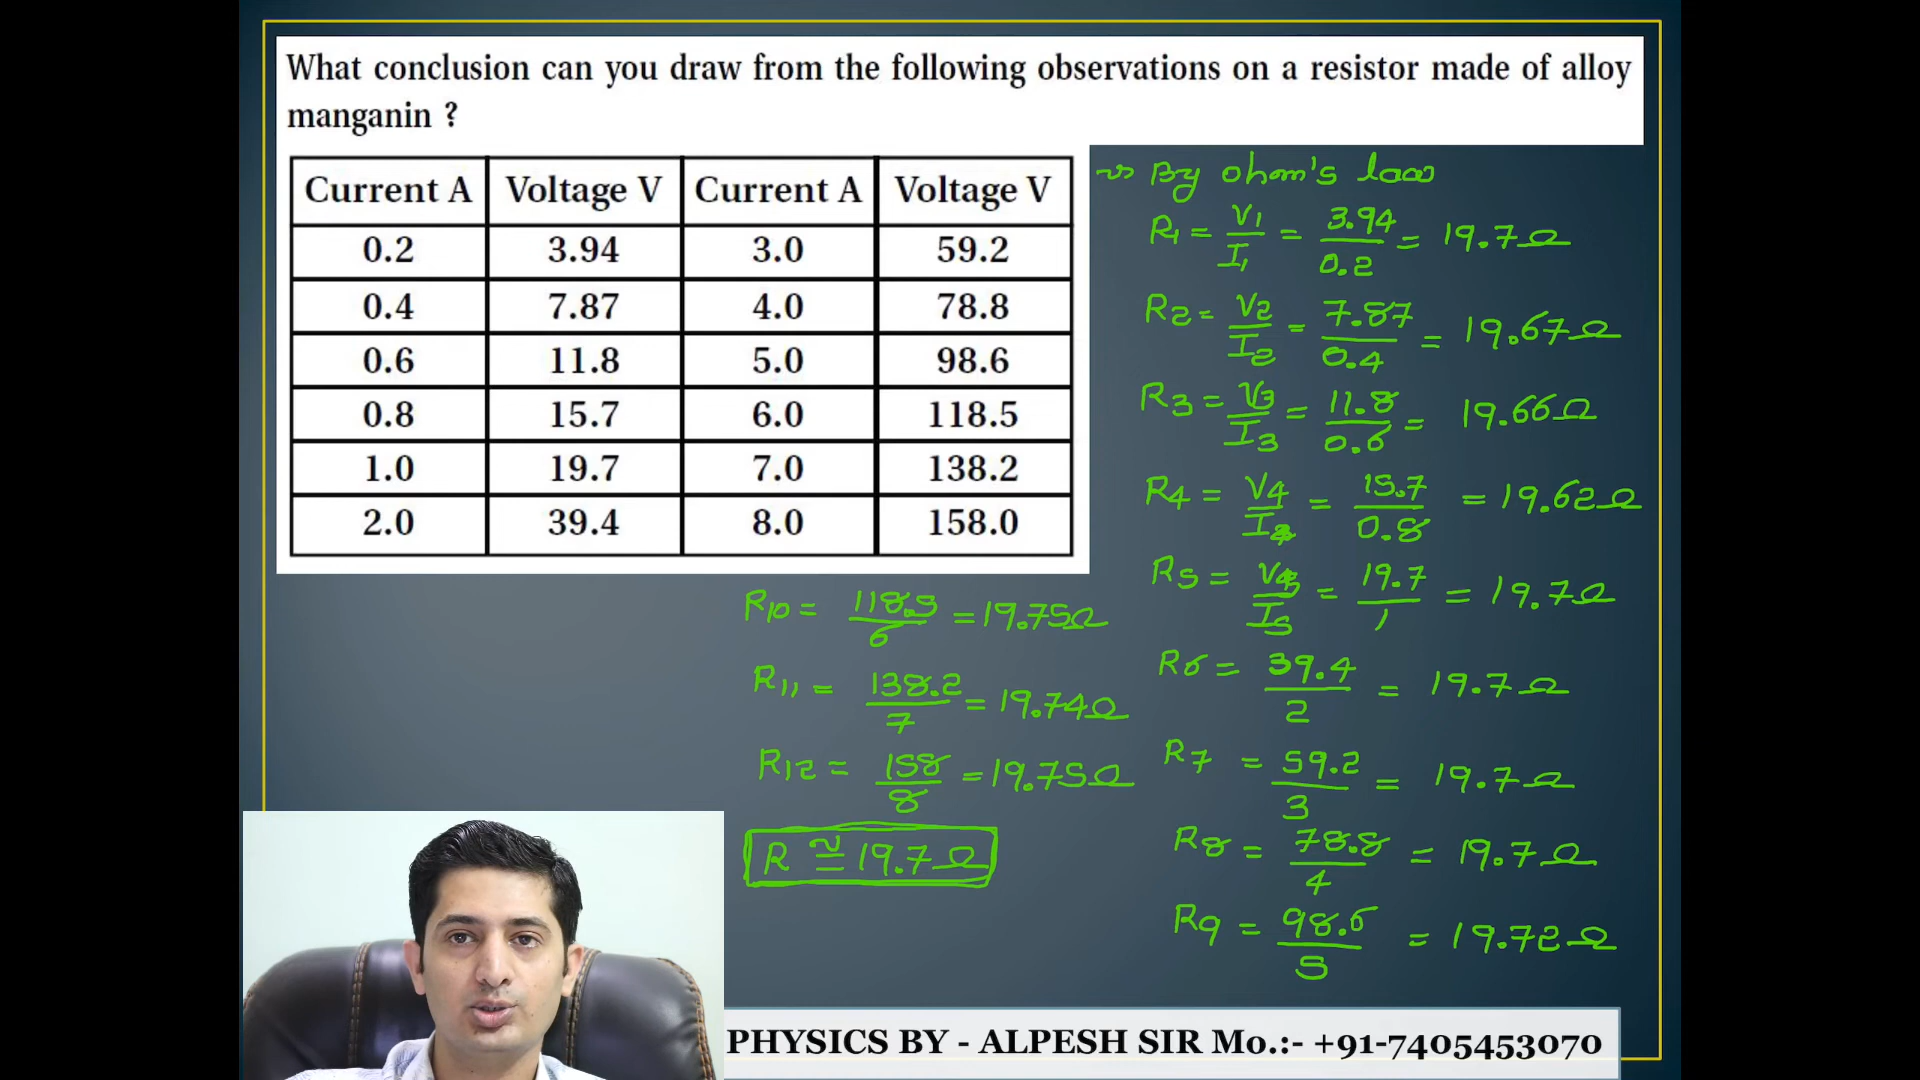 What conclusion can you draw from the following observations on a resistor made of alloy
manganin ?
Current A Voltage V Current A Voltage V
0.2 3.94 3.0 59.2
0.4 7.87 4.0 78.8
0.6 11.8 5.0 98.6
0.8 15.7 6.0 118.5
1.0 19.7 7.0 138.2
2.0 39.4 8.0 158.0
By ohm's law
R1 = V1/I1 = 3.94/0.2 = 19.7Ω
R2 = V2/I2 = 7.87/0.4 = 19.67Ω
R3 = V3/I3 = 11.8/0.6 = 19.66Ω
R4 = V4/I4 = 15.7/0.8 = 19.62Ω
R5 = V5/I5 = 19.7/1 = 19.7Ω
R6 = 39.4/2 = 19.7Ω
R7 = 59.2/3 = 19.7Ω
R8 = 78.8/4 = 19.7Ω
R9 = 98.6/5 = 19.72Ω
R10 = 118.5/6 = 19.75Ω
R11 = 138.2/7 = 19.74Ω
R12 = 158/8 = 19.75Ω
R ≅ 19.7Ω
PHYSICS BY - ALPESH SIR Mo.:- +91-7405453070